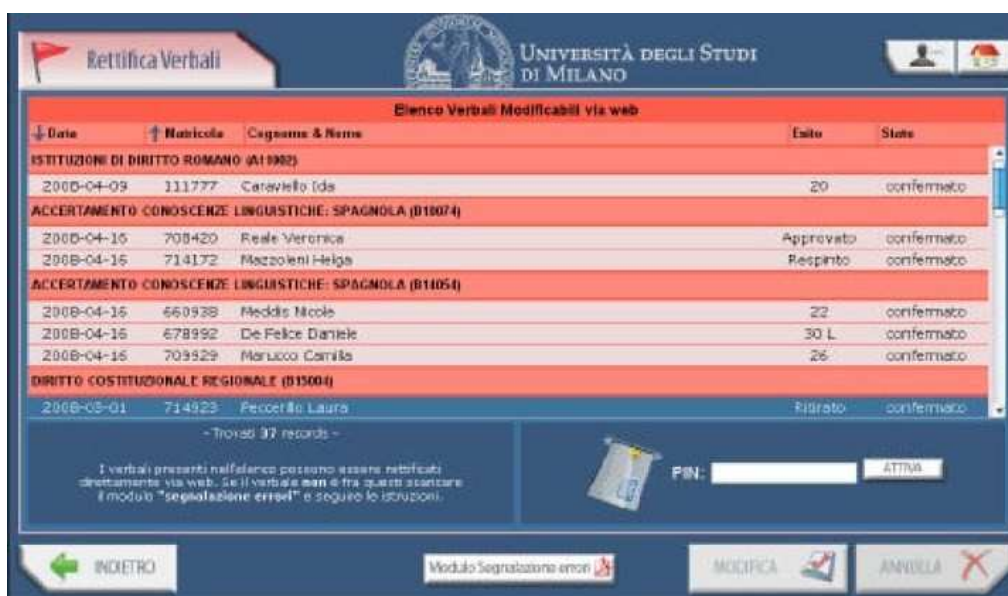 Rettifica Verbali
UNIVERSITÀ DEGLI STUDI
DI MILANO
Elenco Verbali Modificabili via web
Data Matricola Cognome & Nome Esito Stato
ISTITUZIONI DI DIRITTO ROMANO (A11002)
2008-04-09 111777 Caraviello Ida 20 confermato
ACCERTAMENTO CONOSCENZE LINGUISTICHE: SPAGNOLA (B18074)
2008-04-16 708420 Reale Veronica Approvato confermato
2008-04-16 714172 Mazzoleni Helga Respinto confermato
ACCERTAMENTO CONOSCENZE LINGUISTICHE: SPAGNOLA (B14054)
2008-04-16 660938 Meddis Nicole 22 confermato
2008-04-16 678992 De Felice Daniele 30 L confermato
2008-04-16 709929 Marucco Camilla 26 confermato
DIRITTO COSTITUZIONALE REGIONALE (B15004)
714923 Peccerillo Laura Ritirato confermato
- Trovati 37 records -
I verbali presenti nell'elenco possono essere rettificati
direttamente via web. Se il verbale non è fra questi scaricare
il modulo "segnalazione errori" e seguire le istruzioni.
PIN: ATTIVA
INDIETRO
Modulo Segnalazione errori
MODIFICA
ANNULLA